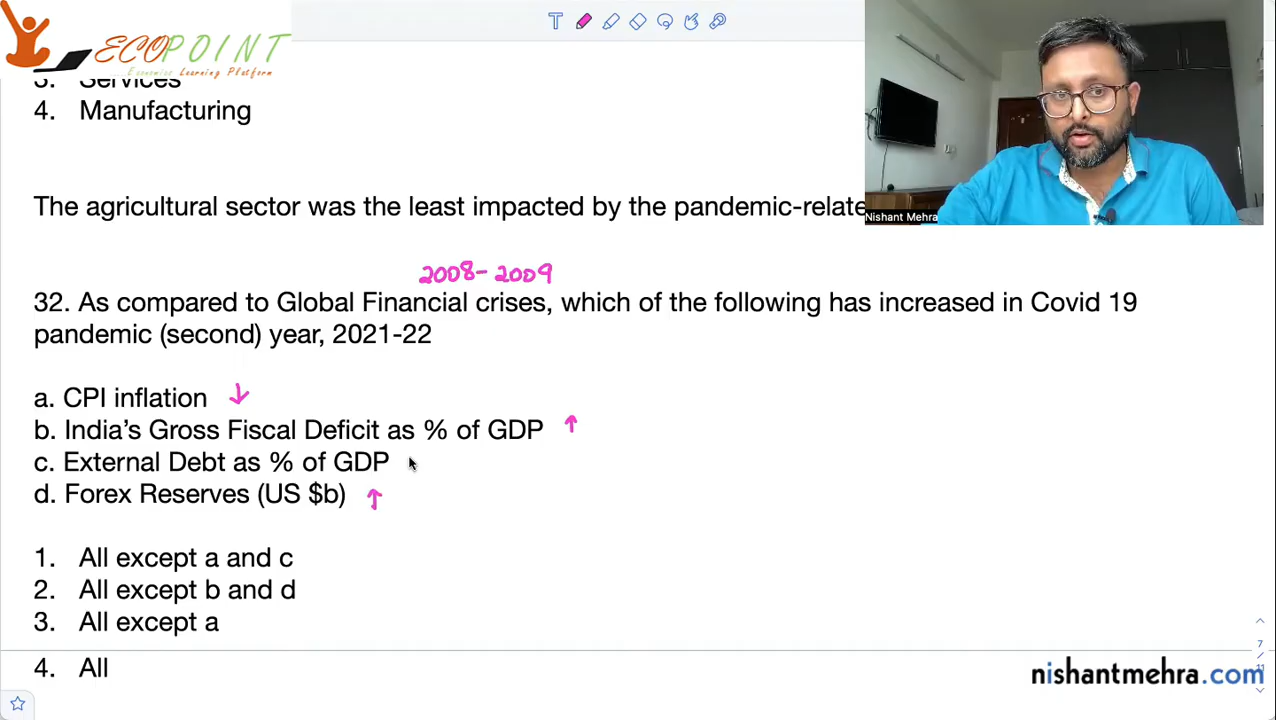 ECOPOINT
...Economics Learning Platform
3. Services
4. Manufacturing
The agricultural sector was the least impacted by the pandemic-relate
Nishant Mehra
2008-2009
32. As compared to Global Financial crises, which of the following has increased in Covid 19
pandemic (second) year, 2021-22
a. CPI inflation ↓
b. India’s Gross Fiscal Deficit as % of GDP ↑
c. External Debt as % of GDP
d. Forex Reserves (US $b) ↑
1. All except a and c
2. All except b and d
3. All except a
4. All
nishantmehra.com
7
/
11